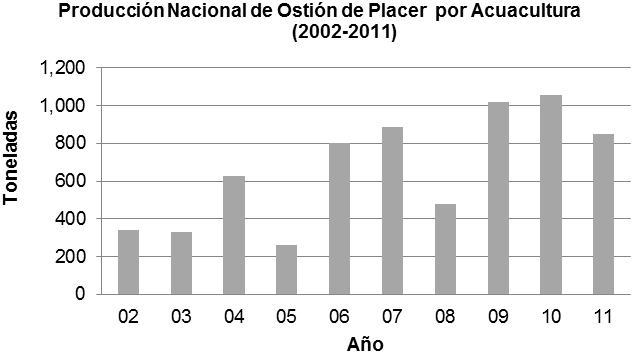 Producción Nacional de Ostión de Placer por Acuacultura
(2002-2011)
1,200
1,000
800
600
400
200
0
Toneladas
02 03 04 05 06 07 08 09 10 11
Año